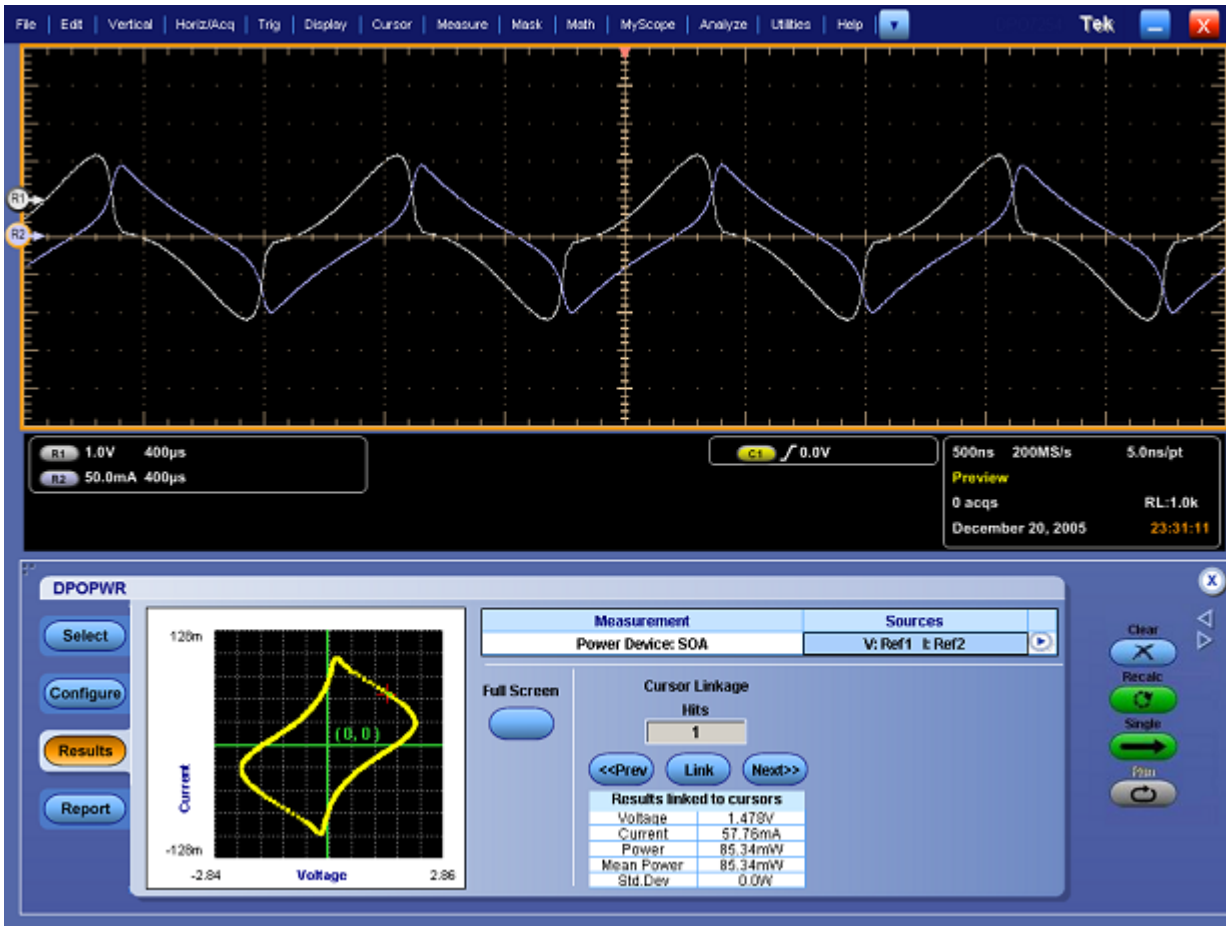 File | Edit | Vertical | Horiz/Acq | Trig | Display | Cursor | Measure | Mask | Math | MyScope | Analyze | Utilities | Help
Tek
X
R1
R2
R1 1.0V 400µs
R2 50.0mA 400µs
C1 0.0V
500ns 200MS/s 5.0ns/pt
Preview
0 acqs RL:1.0k
December 20, 2005 23:31:11
DPOPWR
X
Select
Configure
Results
Report
128m
Current
(0, 0)
-128m
-2.84 Voltage 2.86
Measurement Sources
Power Device: SOA V: Ref1 I: Ref2
Full Screen
Cursor Linkage
Hits
1
<<Prev Link Next>>
Results linked to cursors
Voltage 1.478V
Current 57.76mA
Power 85.34mW
Mean Power 85.34mW
Std.Dev 0.0W
Clear
Recalc
Single